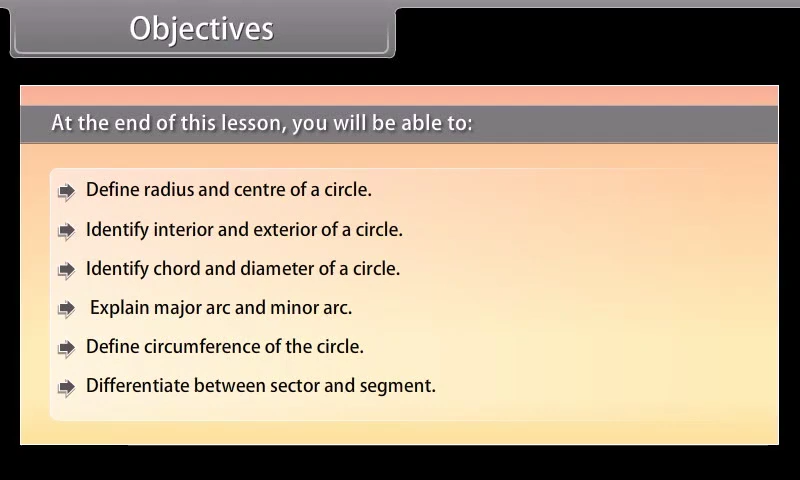 Objectives
At the end of this lesson, you will be able to:
Define radius and centre of a circle.
Identify interior and exterior of a circle.
Identify chord and diameter of a circle.
Explain major arc and minor arc.
Define circumference of the circle.
Differentiate between sector and segment.